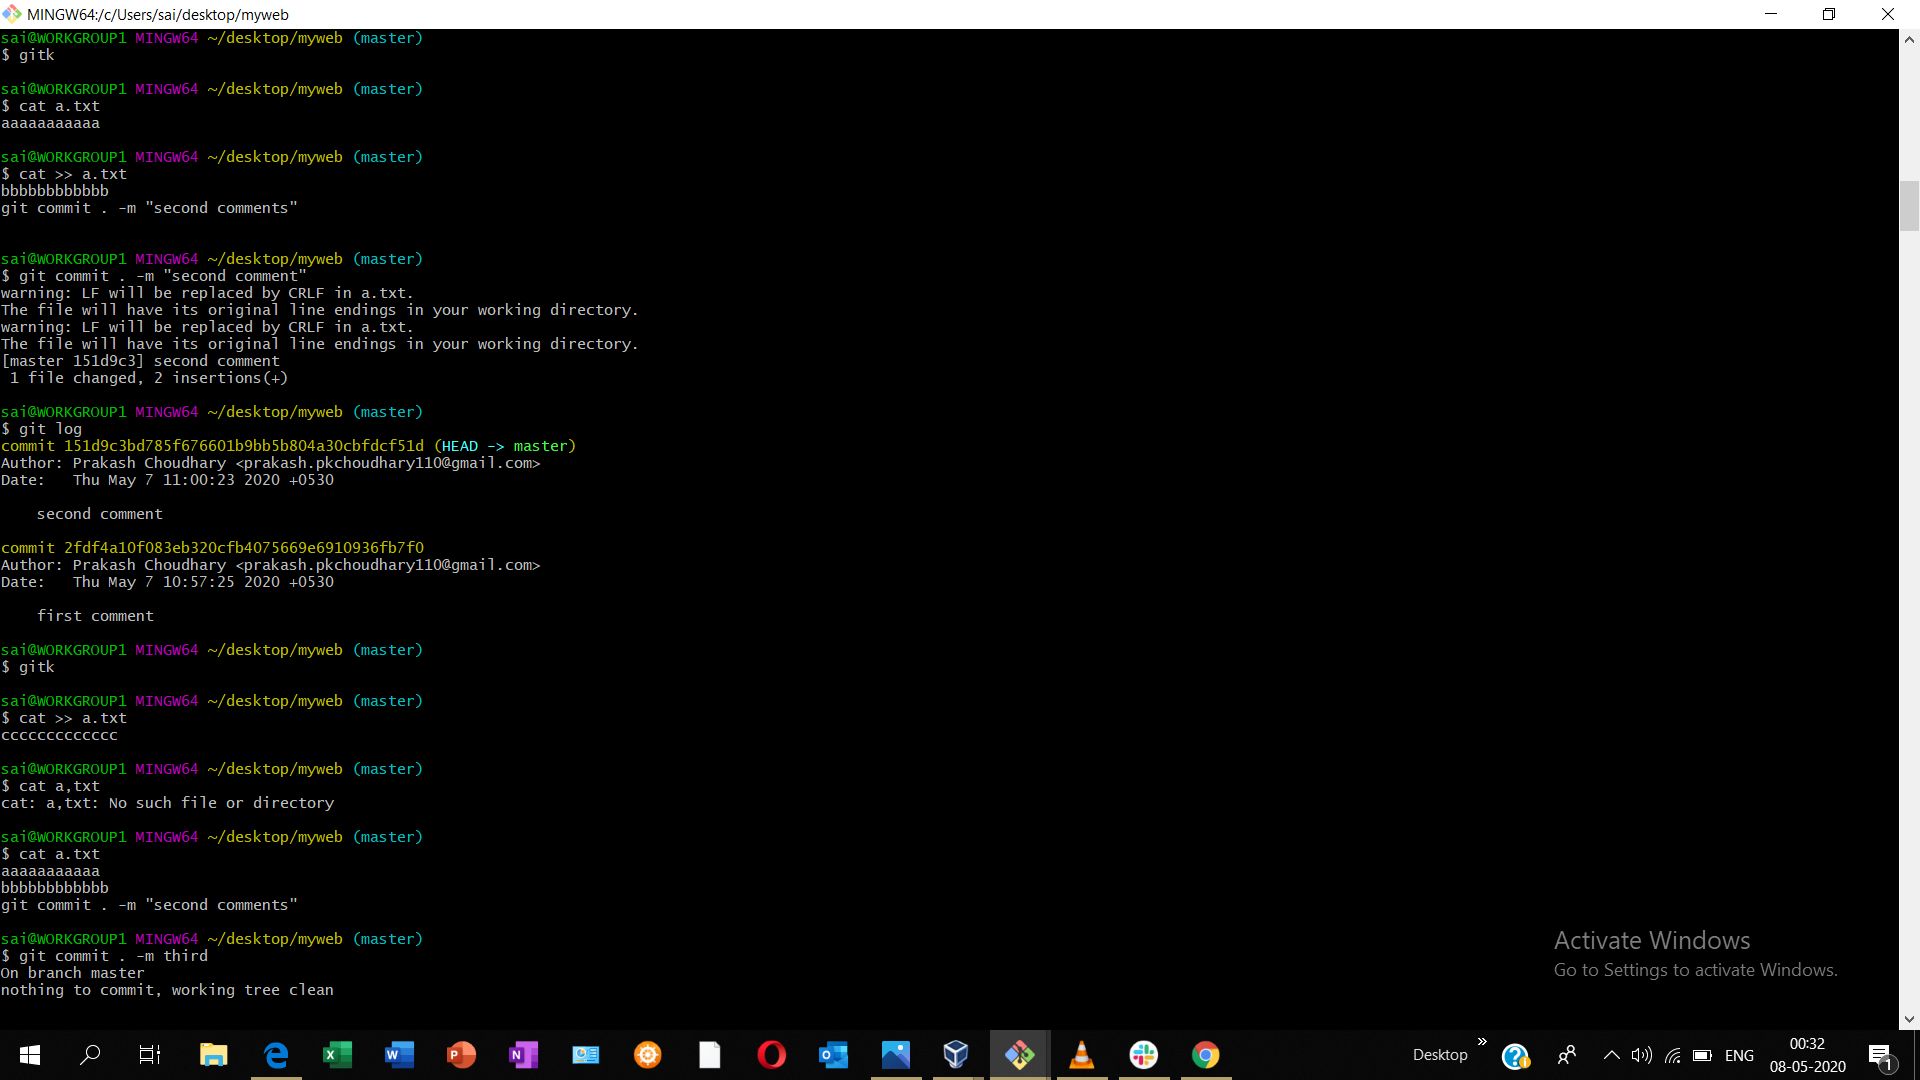 MINGW64:/c/Users/sai/desktop/myweb
sai@WORKGROUP1 MINGW64 ~/desktop/myweb (master)
$ gitk
sai@WORKGROUP1 MINGW64 ~/desktop/myweb (master)
$ cat a.txt
aaaaaaaaaaa
sai@WORKGROUP1 MINGW64 ~/desktop/myweb (master)
$ cat >> a.txt
bbbbbbbbbbbb
git commit . -m "second comments"
sai@WORKGROUP1 MINGW64 ~/desktop/myweb (master)
$ git commit . -m "second comment"
warning: LF will be replaced by CRLF in a.txt.
The file will have its original line endings in your working directory.
warning: LF will be replaced by CRLF in a.txt.
The file will have its original line endings in your working directory.
[master 151d9c3] second comment
 1 file changed, 2 insertions(+)
sai@WORKGROUP1 MINGW64 ~/desktop/myweb (master)
$ git log
commit 151d9c3bd785f676601b9bb5b804a30cbfdcf51d (HEAD -> master)
Author: Prakash Choudhary <prakash.pkchoudhary110@gmail.com>
Date:   Thu May 7 11:00:23 2020 +0530
    second comment
commit 2fdf4a10f083eb320cfb4075669e6910936fb7f0
Author: Prakash Choudhary <prakash.pkchoudhary110@gmail.com>
Date:   Thu May 7 10:57:25 2020 +0530
    first comment
sai@WORKGROUP1 MINGW64 ~/desktop/myweb (master)
$ gitk
sai@WORKGROUP1 MINGW64 ~/desktop/myweb (master)
$ cat >> a.txt
ccccccccccccc
sai@WORKGROUP1 MINGW64 ~/desktop/myweb (master)
$ cat a,txt
cat: a,txt: No such file or directory
sai@WORKGROUP1 MINGW64 ~/desktop/myweb (master)
$ cat a.txt
aaaaaaaaaaa
bbbbbbbbbbbb
git commit . -m "second comments"
sai@WORKGROUP1 MINGW64 ~/desktop/myweb (master)
$ git commit . -m third
On branch master
nothing to commit, working tree clean
Activate Windows
Go to Settings to activate Windows.
Desktop
ENG
00:32
08-05-2020
1